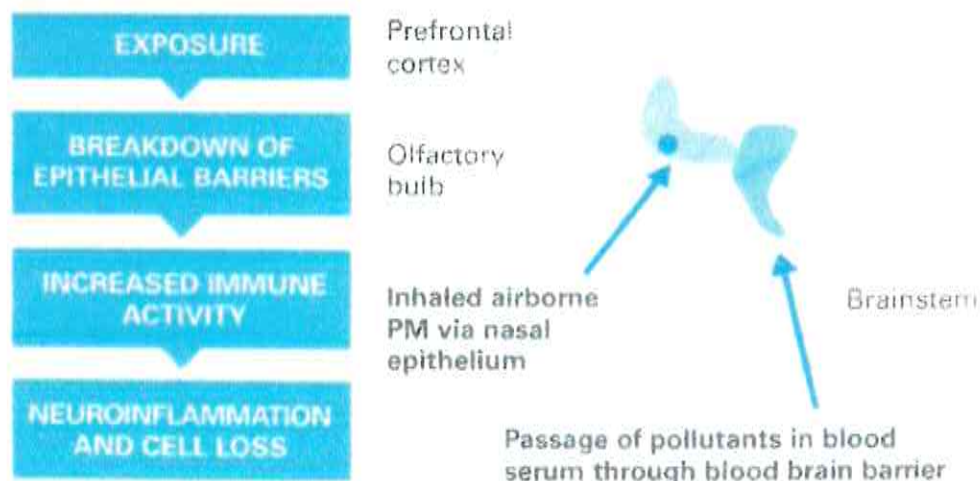 EXPOSURE
BREAKDOWN OF
EPITHELIAL BARRIERS
INCREASED IMMUNE
ACTIVITY
NEUROINFLAMMATION
AND CELL LOSS
Prefrontal
cortex
Olfactory
bulb
Inhaled airborne
PM via nasal
epithelium
Brainstem
Passage of pollutants in blood
serum through blood brain barrier